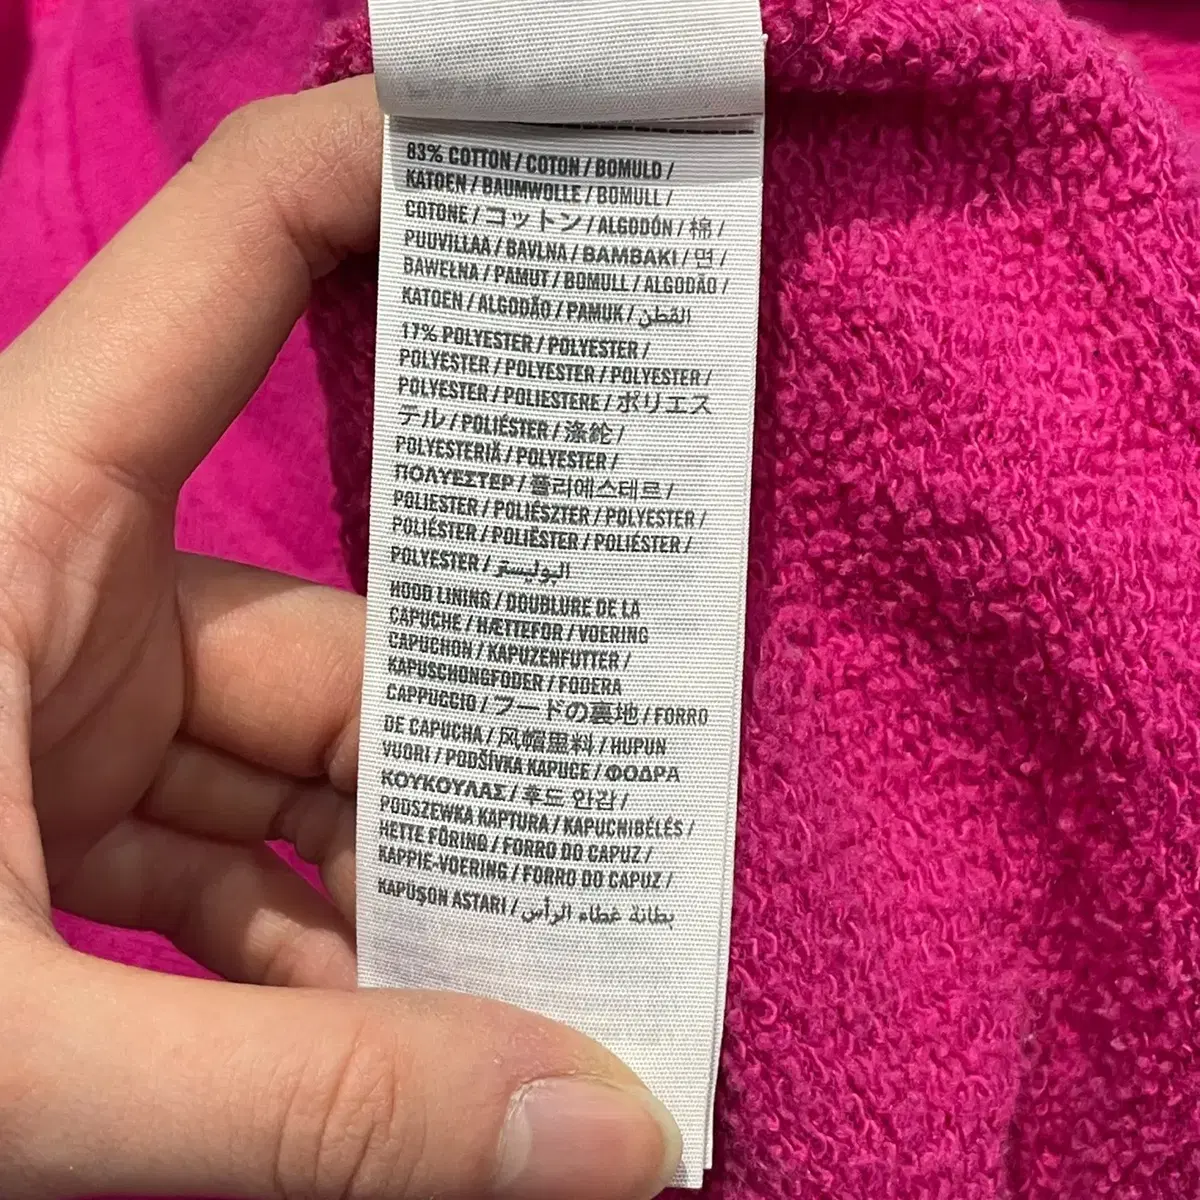 83% COTTON / COTON / BOMULD /
KATOEN / BAUMWOLLE / BOMULL /
COTONE / コットン / ALGODÓN / 棉 /
PUUVILLAA / BAVLNA / BAMBAKI / 면 /
BAWEŁNA / PAMUT / BOMULL / ALGODÃO /
KATOEN / ALGODÃO / PAMUK / القطن
17% POLYESTER / POLYESTER /
POLYESTER / POLYESTER / POLYESTER /
POLYESTER / POLIESTERE / ポリエス
テル / POLIÉSTER / 涤纶 /
POLYESTERIÄ / POLYESTER /
ΠΟΛΥΕΣΤΕΡ / 폴리에스테르 /
POLIESTER / POLIÉSZTER / POLYESTER /
POLIÉSTER / POLIÉSTER / POLIÉSTER /
POLYESTER / البوليستر
HOOD LINING / DOUBLURE DE LA
CAPUCHE / HÆTTEFOR / VOERING
CAPUCHON / KAPUZENFUTTER /
KAPUSCHONGFODER / FODERA
CAPPUCCIO / フードの裏地 / FORRO
DE CAPUCHA / 风帽里料 / HUPUN
VUORI / PODŠÍVKA KAPUCE / ΦΟΔΡΑ
ΚΟΥΚΟΥΛΑΣ / 후드 안감 /
PODSZEWKA KAPTURA / KAPUCNIBÉLÉS /
HETTE FÔRING / FORRO DO CAPUZ /
KAPPIE-VOERING / FORRO DO CAPUZ /
KAPÜŞON ASTARI / بطانة غطاء الرأس